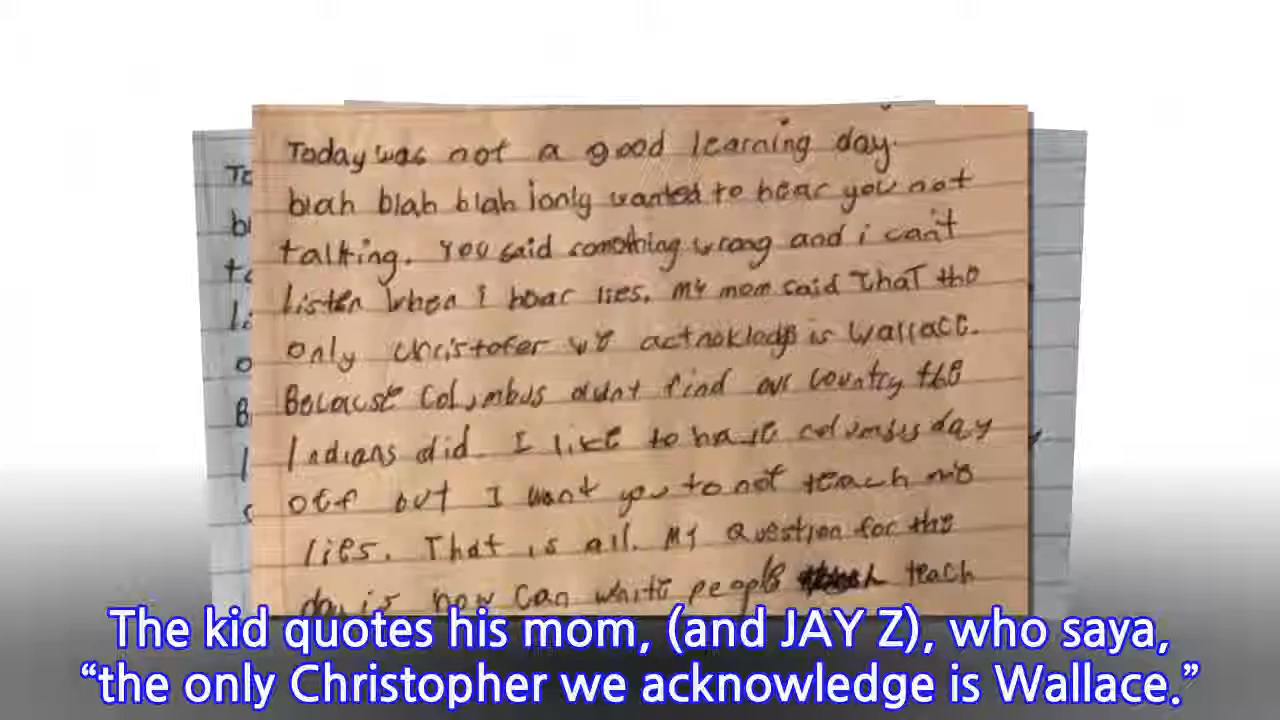 Today was not a good learning day.
blah blah blah i only wanted to hear you not
talking. You said something wrong and i can't
listen when I hear lies. My mom said that the
only christofer we acknokledge is Wallace.
Because Columbus didnt find our country the
Indians did. I like to have columbus day
off but I want you to not teach me
lies. That is all. My question for the
day is how can white people teach
The kid quotes his mom, (and JAY Z), who saya,
“the only Christopher we acknowledge is Wallace.”